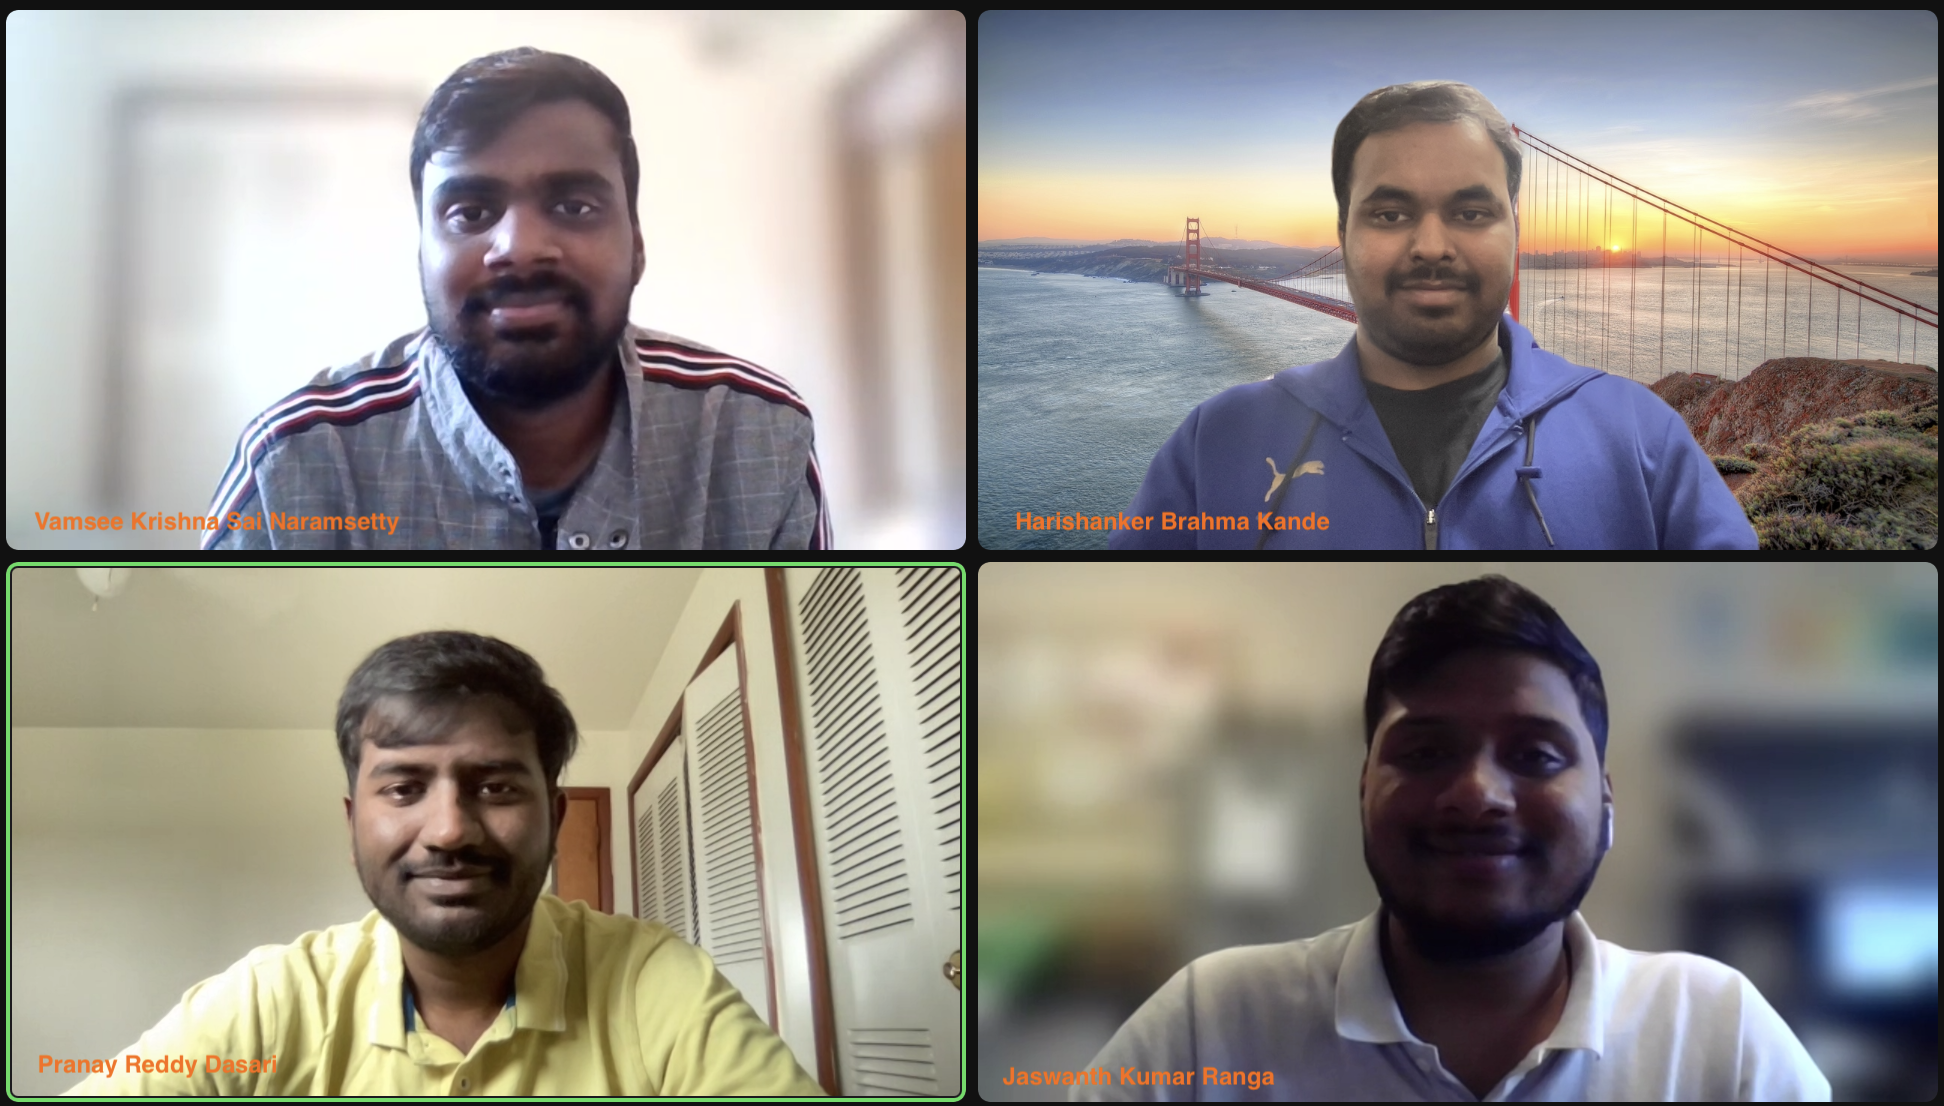 Vamsee Krishna Sai Naramsetty
Harishanker Brahma Kande
Pranay Reddy Dasari
Jaswanth Kumar Ranga